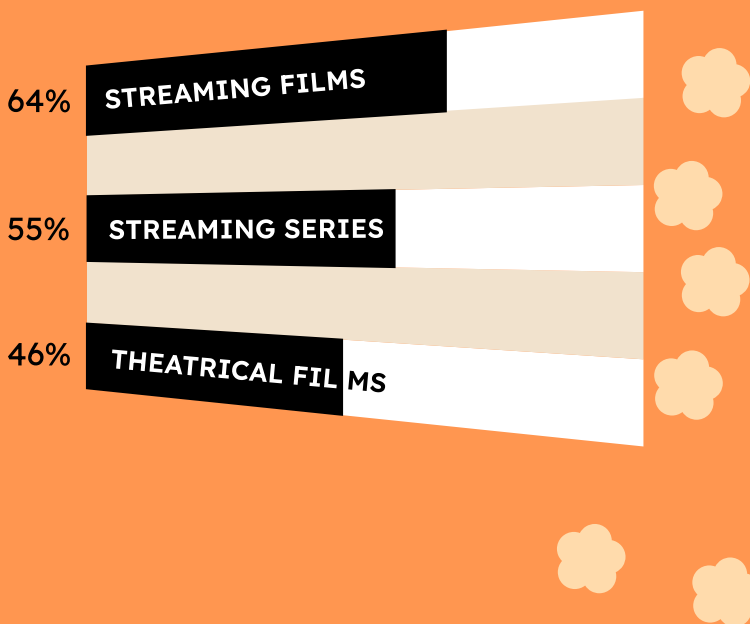 64% STREAMING FILMS
55% STREAMING SERIES
46% THEATRICAL FILMS